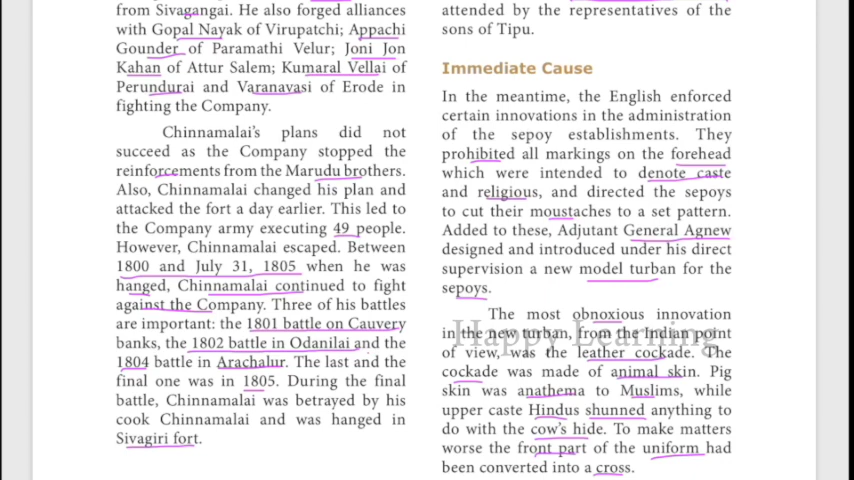 from Sivagangai. He also forged alliances
with Gopal Nayak of Virupatchi; Appachi
Gounder of Paramathi Velur; Joni Jon
Kahan of Attur Salem; Kumaral Vellai of
Perundurai and Varanavasi of Erode in
fighting the Company.
Chinnamalai's plans did not
succeed as the Company stopped the
reinforcements from the Marudu brothers.
Also, Chinnamalai changed his plan and
attacked the fort a day earlier. This led to
the Company army executing 49 people.
However, Chinnamalai escaped. Between
1800 and July 31, 1805 when he was
hanged, Chinnamalai continued to fight
against the Company. Three of his battles
are important: the 1801 battle on Cauvery
banks, the 1802 battle in Odanilai and the
1804 battle in Arachalur. The last and the
final one was in 1805. During the final
battle, Chinnamalai was betrayed by his
cook Chinnamalai and was hanged in
Sivagiri fort.
attended by the representatives of the
sons of Tipu.
Immediate Cause
In the meantime, the English enforced
certain innovations in the administration
of the sepoy establishments. They
prohibited all markings on the forehead
which were intended to denote caste
and religious, and directed the sepoys
to cut their moustaches to a set pattern.
Added to these, Adjutant General Agnew
designed and introduced under his direct
supervision a new model turban for the
sepoys.
The most obnoxious innovation
in the new turban, from the Indian point
of view, was the leather cockade. The
cockade was made of animal skin. Pig
skin was anathema to Muslims, while
upper caste Hindus shunned anything to
do with the cow's hide. To make matters
worse the front part of the uniform had
been converted into a cross.
Happy Learning